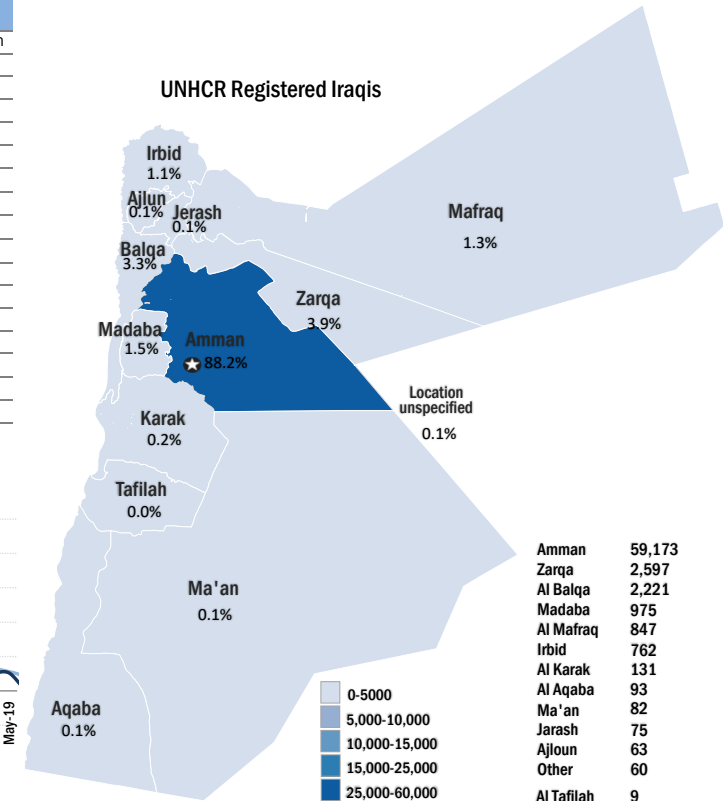 UNHCR Registered Iraqis
Irbid
1.1%
Ajlun
0.1%
Jerash
0.1%
Mafraq
1.3%
Balqa
3.3%
Zarqa
3.9%
Madaba
1.5%
Amman
88.2%
Location
unspecified
0.1%
Karak
0.2%
Tafilah
0.0%
Ma'an
0.1%
Aqaba
0.1%
May-19
0-5000
5,000-10,000
10,000-15,000
15,000-25,000
25,000-60,000
Amman 59,173
Zarqa 2,597
Al Balqa 2,221
Madaba 975
Al Mafraq 847
Irbid 762
Al Karak 131
Al Aqaba 93
Ma'an 82
Jarash 75
Ajloun 63
Other 60
Al Tafilah 9